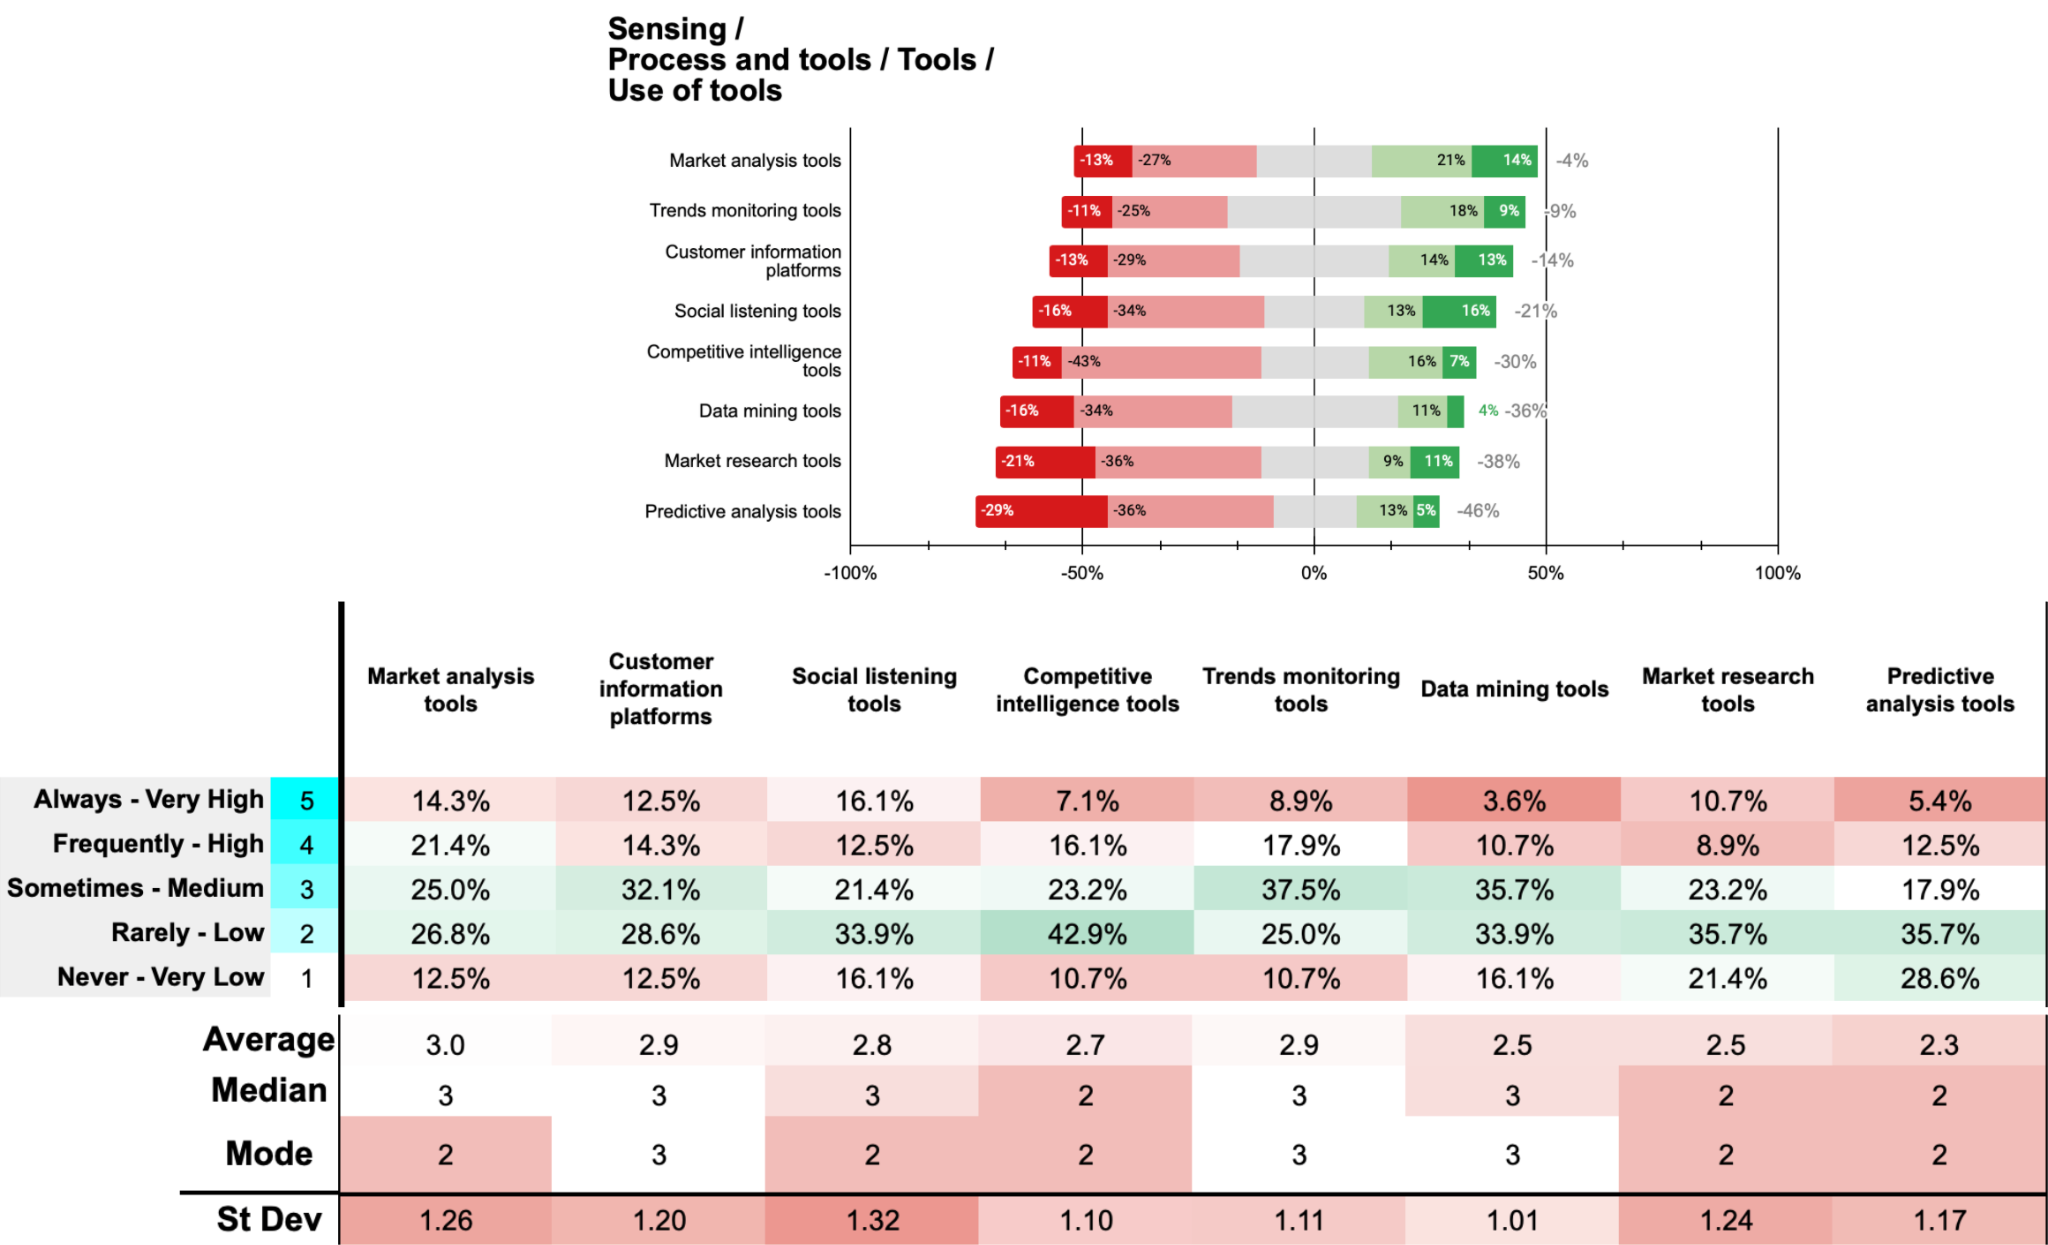 Sensing /
Process and tools / Tools /
Use of tools
Market analysis tools -13% -27% 21% 14% -4%
Trends monitoring tools -11% -25% 18% 9% -9%
Customer information
platforms -13% -29% 14% 13% -14%
Social listening tools -16% -34% 13% 16% -21%
Competitive intelligence
tools -11% -43% 16% 7% -30%
Data mining tools -16% -34% 11% 4% -36%
Market research tools -21% -36% 9% 11% -38%
Predictive analysis tools -29% -36% 13% 5% -46%
-100% -50% 0% 50% 100%
Market analysis
tools
Customer
information
platforms
Social listening
tools
Competitive
intelligence tools
Trends monitoring
tools
Data mining tools
Market research
tools
Predictive
analysis tools
Always - Very High 5 14.3% 12.5% 16.1% 7.1% 8.9% 3.6% 10.7% 5.4%
Frequently - High 4 21.4% 14.3% 12.5% 16.1% 17.9% 10.7% 8.9% 12.5%
Sometimes - Medium 3 25.0% 32.1% 21.4% 23.2% 37.5% 35.7% 23.2% 17.9%
Rarely - Low 2 26.8% 28.6% 33.9% 42.9% 25.0% 33.9% 35.7% 35.7%
Never - Very Low 1 12.5% 12.5% 16.1% 10.7% 10.7% 16.1% 21.4% 28.6%
Average 3.0 2.9 2.8 2.7 2.9 2.5 2.5 2.3
Median 3 3 3 2 3 3 2 2
Mode 2 3 2 2 3 3 2 2
St Dev 1.26 1.20 1.32 1.10 1.11 1.01 1.24 1.17